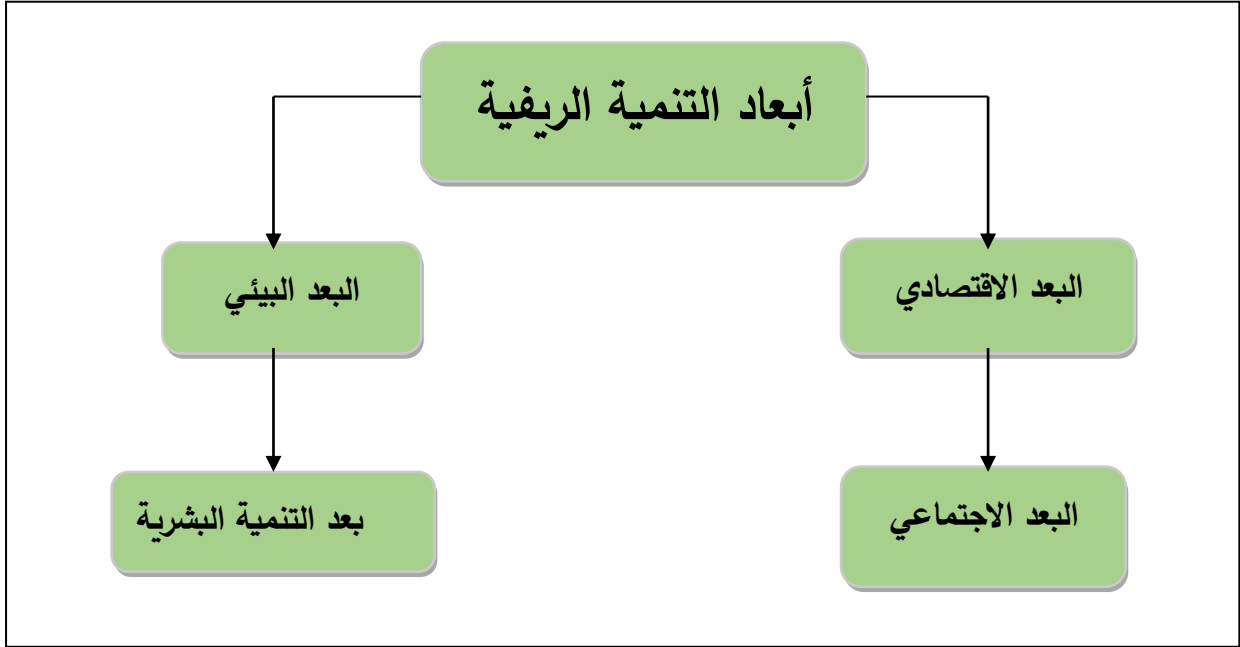 أبعاد التنمية الريفية
البعد الاقتصادي
البعد البيئي
البعد الاجتماعي
بعد التنمية البشرية